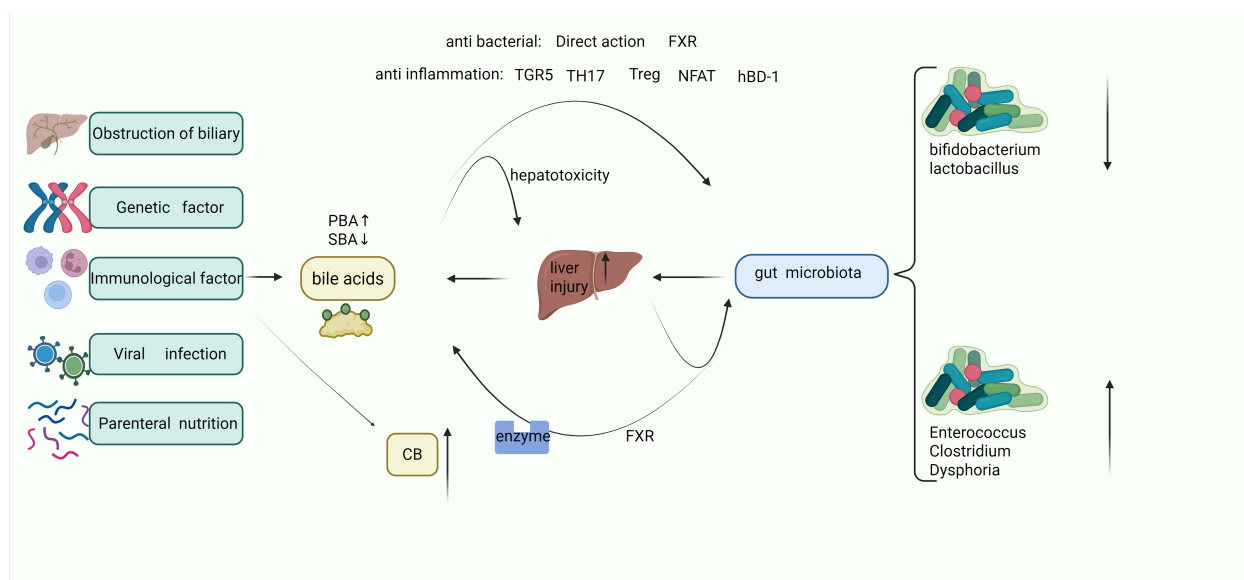 anti bacterial: Direct action FXR
anti inflammation: TGR5 TH17 Treg NFAT hBD-1
Obstruction of biliary
Genetic factor
Immunological factor
Viral infection
Parenteral nutrition
PBA↑
SBA↓
bile acids
CB
hepatotoxicity
liver
injury
enzyme
FXR
gut microbiota
bifidobacterium
lactobacillus
Enterococcus
Clostridium
Dysphoria